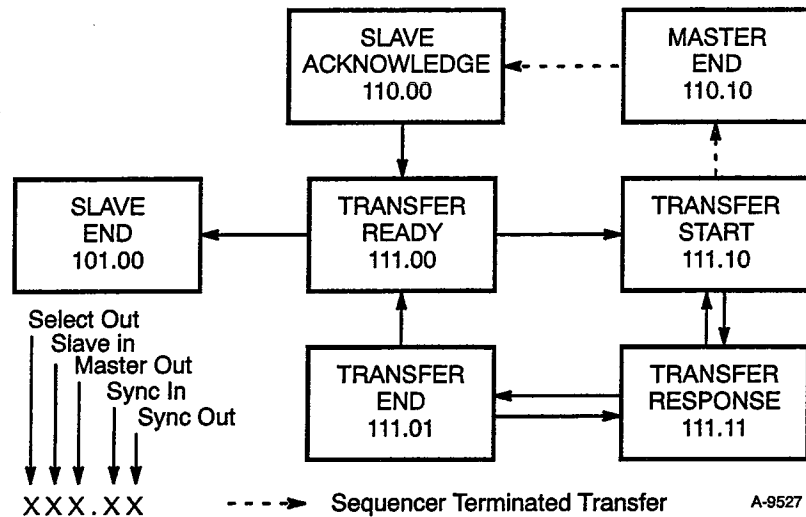 SLAVE
ACKNOWLEDGE
110.00
MASTER
END
110.10
SLAVE
END
101.00
TRANSFER
READY
111.00
TRANSFER
START
111.10
Select Out
Slave in
Master Out
Sync In
Sync Out
XXX.XX
TRANSFER
END
111.01
TRANSFER
RESPONSE
111.11
Sequencer Terminated Transfer
A-9527